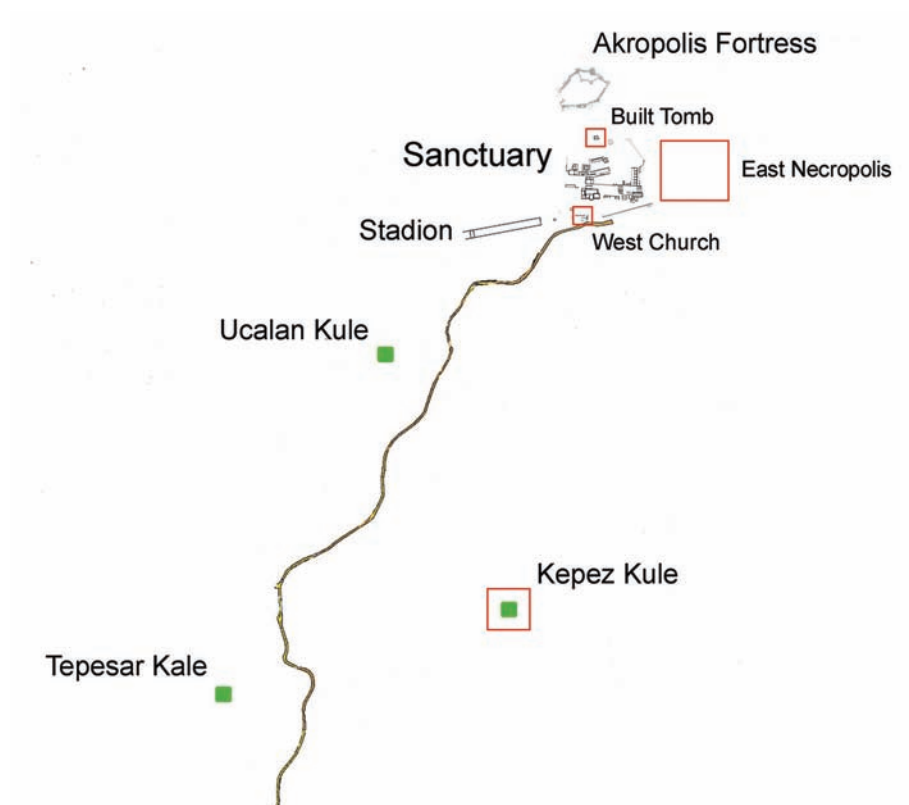 Akropolis Fortress
Built Tomb
Sanctuary
East Necropolis
Stadion
West Church
Ucalan Kule
Kepez Kule
Tepesar Kale